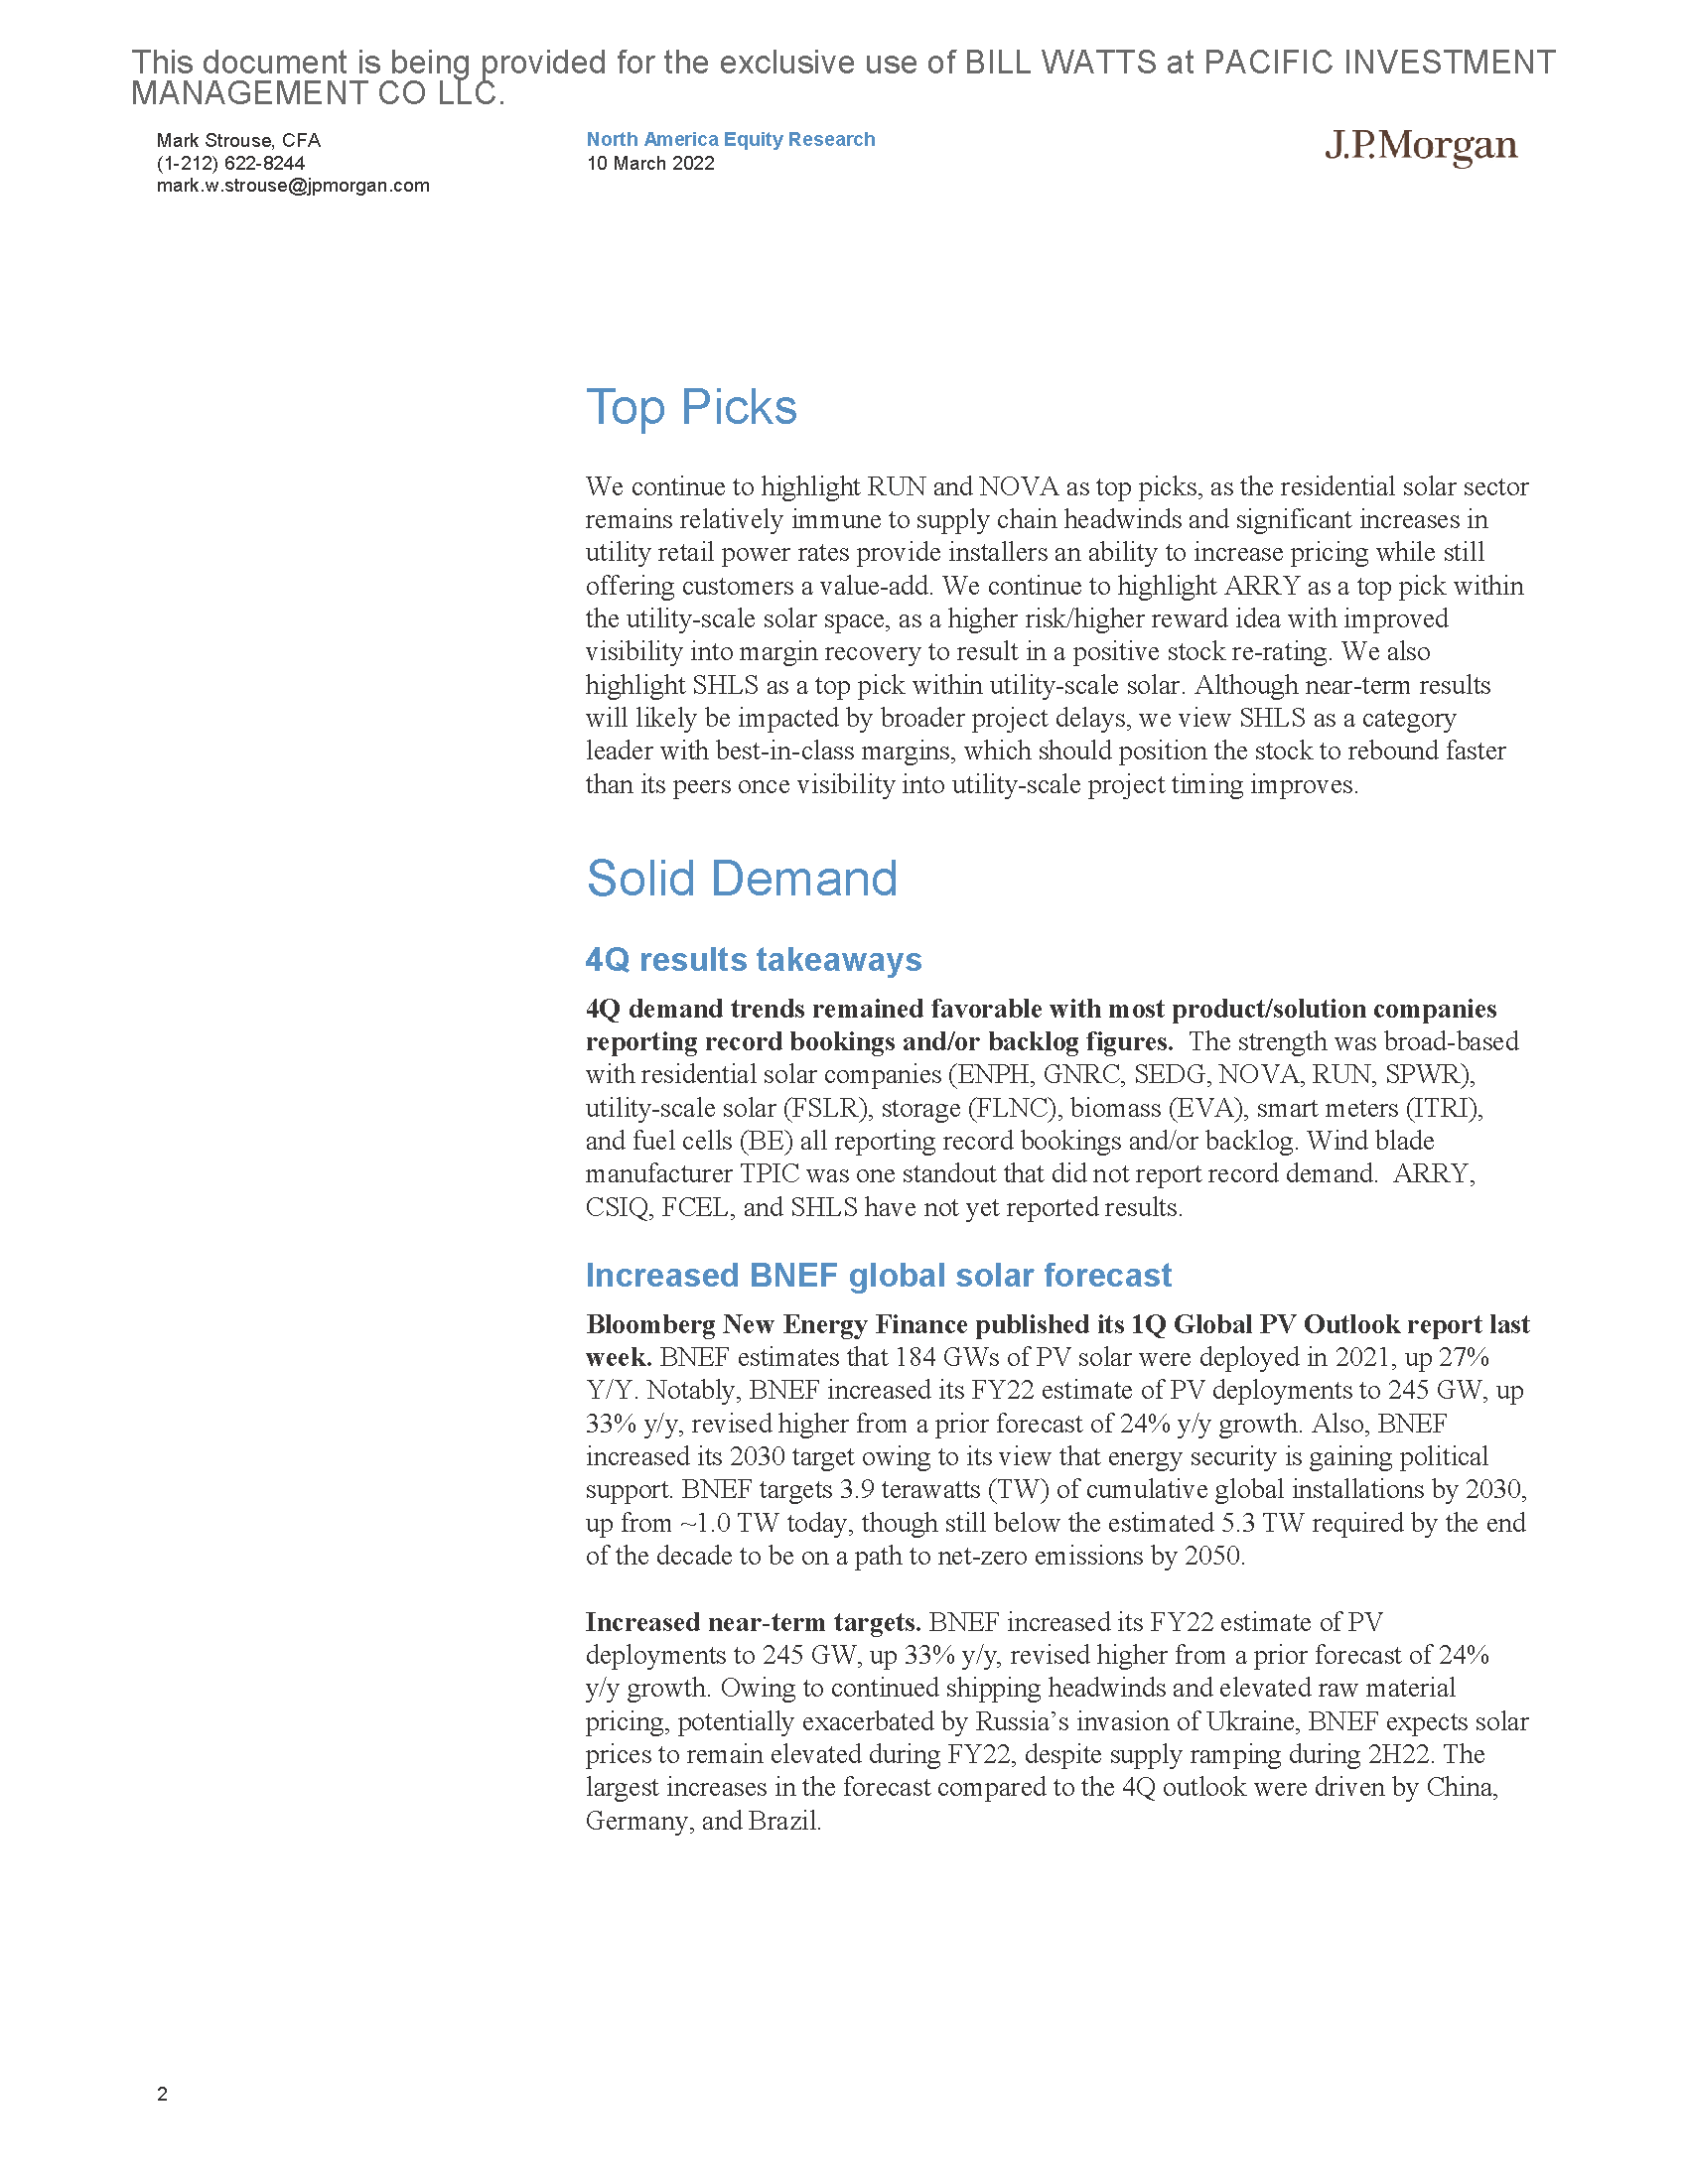 This document is being provided for the exclusive use of BILL WATTS at PACIFIC INVESTMENT
MANAGEMENT CO LLC.
Mark Strouse, CFA
(1-212) 622-8244
mark.w.strouse@jpmorgan.com
North America Equity Research
10 March 2022
J.P.Morgan
Top Picks
We continue to highlight RUN and NOVA as top picks, as the residential solar sector
remains relatively immune to supply chain headwinds and significant increases in
utility retail power rates provide installers an ability to increase pricing while still
offering customers a value-add. We continue to highlight ARRY as a top pick within
the utility-scale solar space, as a higher risk/higher reward idea with improved
visibility into margin recovery to result in a positive stock re-rating. We also
highlight SHLS as a top pick within utility-scale solar. Although near-term results
will likely be impacted by broader project delays, we view SHLS as a category
leader with best-in-class margins, which should position the stock to rebound faster
than its peers once visibility into utility-scale project timing improves.
Solid Demand
4Q results takeaways
4Q demand trends remained favorable with most product/solution companies
reporting record bookings and/or backlog figures.  The strength was broad-based
with residential solar companies (ENPH, GNRC, SEDG, NOVA, RUN, SPWR),
utility-scale solar (FSLR), storage (FLNC), biomass (EVA), smart meters (ITRI),
and fuel cells (BE) all reporting record bookings and/or backlog. Wind blade
manufacturer TPIC was one standout that did not report record demand.  ARRY,
CSIQ, FCEL, and SHLS have not yet reported results.
Increased BNEF global solar forecast
Bloomberg New Energy Finance published its 1Q Global PV Outlook report last
week. BNEF estimates that 184 GWs of PV solar were deployed in 2021, up 27%
Y/Y. Notably, BNEF increased its FY22 estimate of PV deployments to 245 GW, up
33% y/y, revised higher from a prior forecast of 24% y/y growth. Also, BNEF
increased its 2030 target owing to its view that energy security is gaining political
support. BNEF targets 3.9 terawatts (TW) of cumulative global installations by 2030,
up from ~1.0 TW today, though still below the estimated 5.3 TW required by the end
of the decade to be on a path to net-zero emissions by 2050.
Increased near-term targets. BNEF increased its FY22 estimate of PV
deployments to 245 GW, up 33% y/y, revised higher from a prior forecast of 24%
y/y growth. Owing to continued shipping headwinds and elevated raw material
pricing, potentially exacerbated by Russia’s invasion of Ukraine, BNEF expects solar
prices to remain elevated during FY22, despite supply ramping during 2H22. The
largest increases in the forecast compared to the 4Q outlook were driven by China,
Germany, and Brazil.
2